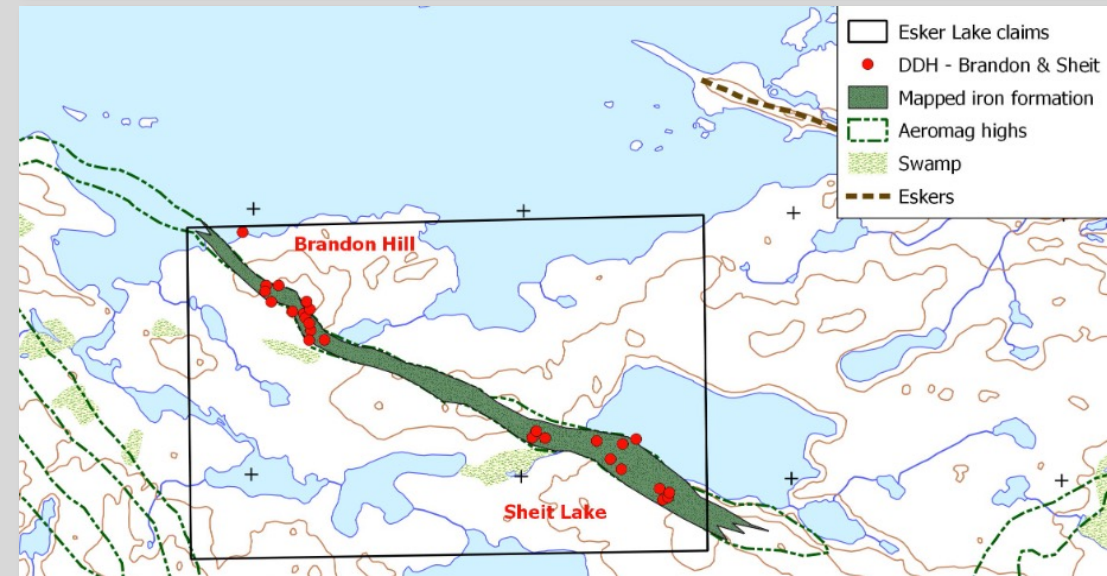 Esker Lake claims
DDH - Brandon & Sheit
Mapped iron formation
Aeromag highs
Swamp
Eskers
Brandon Hill
Sheit Lake